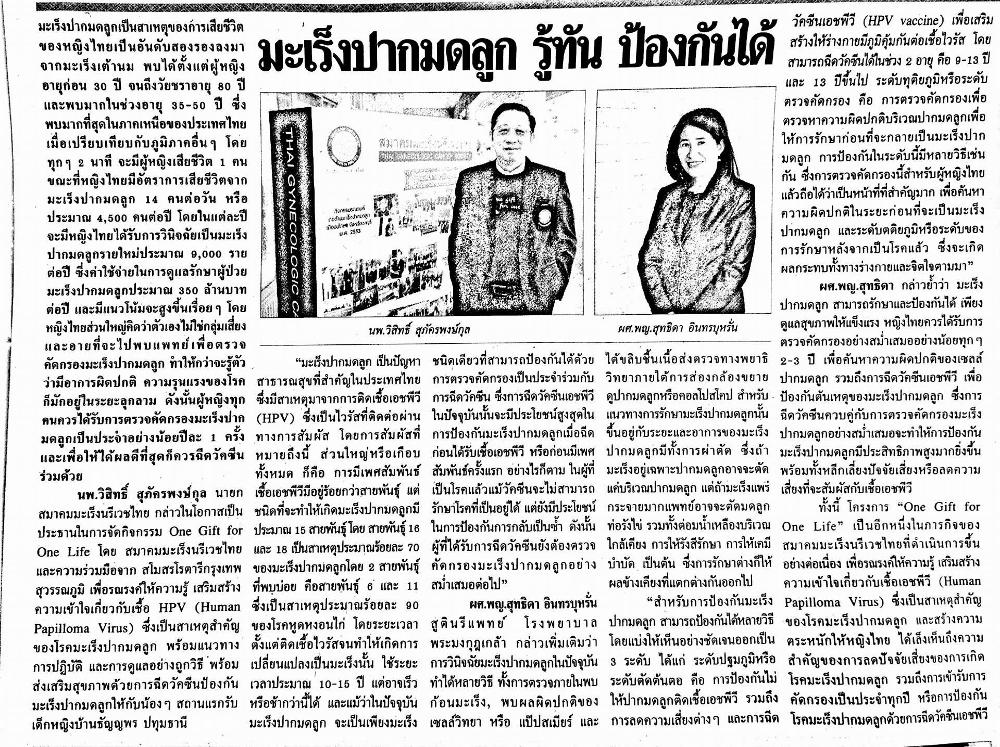 มะเร็งปากมดลูก รู้ทัน ป้องกันได้
มะเร็งปากมดลูกเป็นสาเหตุของการเสียชีวิต
ของหญิงไทยเป็นอันดับสองรองลงมา
จากมะเร็งเต้านม พบได้ตั้งแต่ผู้หญิง
อายุก่อน 30 ปี จนถึงวัยชราอายุ 80 ปี
และพบมากในช่วงอายุ 35-50 ปี ซึ่ง
พบมากที่สุดในภาคเหนือของประเทศไทย
เมื่อเปรียบเทียบกับภูมิภาคอื่นๆ โดย
ทุกๆ 2 นาที จะมีผู้หญิงเสียชีวิต 1 คน
ขณะที่หญิงไทยมีอัตราการเสียชีวิตจาก
มะเร็งปากมดลูก 14 คนต่อวัน หรือ
ประมาณ 4,500 คนต่อปี โดยในแต่ละปี
จะมีหญิงไทยได้รับการวินิจฉัยเป็นมะเร็ง
ปากมดลูกรายใหม่ประมาณ 9,000 ราย
ต่อปี ซึ่งค่าใช้จ่ายในการดูแลรักษาผู้ป่วย
มะเร็งปากมดลูกประมาณ 350 ล้านบาท
ต่อปี และมีแนวโน้มจะสูงขึ้นเรื่อยๆ โดย
หญิงไทยส่วนใหญ่คิดว่าตัวเองไม่ใช่กลุ่มเสี่ยง
และอายที่จะไปพบแพทย์เพื่อตรวจ
คัดกรองมะเร็งปากมดลูก ทำให้กว่าจะรู้ตัว
ว่ามีอาการผิดปกติ ความรุนแรงของโรค
ก็มักอยู่ในระยะลุกลาม ดังนั้นผู้หญิงทุก
คนควรได้รับการตรวจคัดกรองมะเร็งปาก
มดลูกเป็นประจำอย่างน้อยปีละ 1 ครั้ง
และเพื่อให้ได้ผลดีที่สุดก็ควรฉีดวัคซีน
ร่วมด้วย
นพ.วิสิทธิ์ สุภัครพงษ์กุล นายก
สมาคมมะเร็งนรีเวชไทย กล่าวในโอกาสเป็น
ประธานในการจัดกิจกรรม One Gift for
One Life โดย สมาคมมะเร็งนรีเวชไทย
และความร่วมมือจาก สโมสรโรตารีกรุงเทพ
สุวรรณภูมิ เพื่อรณรงค์ให้ความรู้ เสริมสร้าง
ความเข้าใจเกี่ยวกับเชื้อ HPV (Human
Papilloma Virus) ซึ่งเป็นสาเหตุสำคัญ
ของโรคมะเร็งปากมดลูก พร้อมแนวทาง
การปฏิบัติ และการดูแลอย่างถูกวิธี พร้อม
ส่งเสริมสุขภาพด้วยการฉีดวัคซีนป้องกัน
มะเร็งปากมดลูกให้กับน้องๆ สถานแรกรับ
เด็กหญิงบ้านธัญญพร ปทุมธานี
THAI GYNECOLOGIC CA
สมาคมมะเร็งนรีเวช
THAI GYNECOLOGIC CANCER SOCIET
กิจกรรมรณรงค์
ต่อต้านมะเร็งปากมดลูก
พ.ศ. 2553
นพ.วิสิทธิ์ สุภัครพงษ์กุล
ผศ.พญ.สุทธิดา อินทรบุหรั่น
“มะเร็งปากมดลูก เป็นปัญหา
สาธารณสุขที่สำคัญในประเทศไทย
ซึ่งมีสาเหตุมาจากการติดเชื้อเอชพีวี
(HPV) ซึ่งเป็นไวรัสที่ติดต่อผ่าน
ทางการสัมผัส โดยการสัมผัสที่
หมายถึงนี้ ส่วนใหญ่หรือเกือบ
ทั้งหมด ก็คือ การมีเพศสัมพันธ์
เชื้อเอชพีวีมีอยู่ร้อยกว่าสายพันธุ์ แต่
ชนิดที่จะทำให้เกิดมะเร็งปากมดลูกมี
ประมาณ 15 สายพันธุ์ โดย สายพันธุ์ 16
และ 18 เป็นสาเหตุประมาณร้อยละ 70
ของมะเร็งปากมดลูกโดย 2 สายพันธุ์
ที่พบบ่อย คือสายพันธุ์ 6 และ 11
ซึ่งเป็นสาเหตุประมาณร้อยละ 90
ของโรคหูดหงอนไก่ โดยระยะเวลา
ตั้งแต่ติดเชื้อไวรัสจนทำให้เกิดการ
เปลี่ยนแปลงเป็นมะเร็งนั้น ใช้ระยะ
เวลาประมาณ 10-15 ปี แต่อาจเร็ว
หรือช้ากว่านี้ได้ และแม้ว่าในปัจจุบัน
มะเร็งปากมดลูก จะเป็นเพียงมะเร็ง
ชนิดเดียวที่สามารถป้องกันได้ด้วย
การตรวจคัดกรองเป็นประจำร่วมกับ
การฉีดวัคซีน ซึ่งการฉีดวัคซีนเอชพีวี
ในปัจจุบันนั้นจะมีประโยชน์สูงสุดใน
การป้องกันมะเร็งปากมดลูกเมื่อฉีด
ก่อนได้รับเชื้อเอชพีวี หรือก่อนมีเพศ
สัมพันธ์ครั้งแรก อย่างไรก็ตาม ในผู้ที่
เป็นโรคแล้วแม้วัคซีนจะไม่สามารถ
รักษาโรคที่เป็นอยู่ได้ แต่ยังมีประโยชน์
ในการป้องกันการกลับเป็นซ้ำ ดังนั้น
ผู้ที่ได้รับการฉีดวัคซีนยังต้องตรวจ
คัดกรองมะเร็งปากมดลูกอย่าง
สม่ำเสมอต่อไป”
ผศ.พญ.สุทธิดา อินทรบุหรั่น
สูตินรีแพทย์ โรงพยาบาล
พระมงกุฎเกล้า กล่าวเพิ่มเติมว่า
การวินิจฉัยมะเร็งปากมดลูกในปัจจุบัน
ทำได้หลายวิธี ทั้งการตรวจภายในพบ
ก้อนมะเร็ง, พบผลผิดปกติของ
เซลล์วิทยา หรือ แป๊ปสเมียร์ และ
ได้ขลิบชิ้นเนื้อส่งตรวจทางพยาธิ
วิทยาภายใต้การส่องกล้องขยาย
ดูปากมดลูกหรือคอลโปสโคป สำหรับ
แนวทางการรักษามะเร็งปากมดลูกนั้น
ขึ้นอยู่กับระยะและอาการของมะเร็ง
ปากมดลูกมีทั้งการผ่าตัด ซึ่งถ้า
มะเร็งอยู่เฉพาะปากมดลูกอาจจะตัด
แค่บริเวณปากมดลูก แต่ถ้ามะเร็งแพร่
กระจายมากแพทย์อาจจะตัดมดลูก
ท่อรังไข่ รวมทั้งต่อมน้ำเหลืองบริเวณ
ใกล้เคียง การให้รังสีรักษา การให้เคมี
บำบัด เป็นต้น ซึ่งการรักษาต่างก็ให้
ผลข้างเคียงที่แตกต่างกันออกไป
“สำหรับการป้องกันมะเร็ง
ปากมดลูก สามารถป้องกันได้หลายวิธี
โดยแบ่งให้เห็นอย่างชัดเจนออกเป็น
3 ระดับ ได้แก่ ระดับปฐมภูมิหรือ
ระดับตัดต้นตอ คือ การป้องกันไม่
ให้ปากมดลูกติดเชื้อเอชพีวี รวมถึง
การลดความเสี่ยงต่างๆ และการฉีด
วัคซีนเอชพีวี (HPV vaccine) เพื่อเสริม
สร้างให้ร่างกายมีภูมิคุ้มกันต่อเชื้อไวรัส โดย
สามารถฉีดวัคซีนได้ในช่วง 2 อายุ คือ 9-13 ปี
และ 13 ปีขึ้นไป ระดับทุติยภูมิหรือระดับ
ตรวจคัดกรอง คือ การตรวจคัดกรองเพื่อ
ตรวจหาความผิดปกติบริเวณปากมดลูกเพื่อ
ให้การรักษาก่อนที่จะกลายเป็นมะเร็งปาก
มดลูก การป้องกันในระดับนี้มีหลายวิธีเช่น
กัน ซึ่งการตรวจคัดกรองนี้สำหรับผู้หญิงไทย
แล้วถือได้ว่าเป็นหน้าที่ที่สำคัญมาก เพื่อค้นหา
ความผิดปกติในระยะก่อนที่จะเป็นมะเร็ง
ปากมดลูก และระดับตติยภูมิหรือระดับของ
การรักษาหลังจากเป็นโรคแล้ว ซึ่งจะเกิด
ผลกระทบทั้งทางร่างกายและจิตใจตามมา”
ผศ.พญ.สุทธิดา กล่าวย้ำว่า มะเร็ง
ปากมดลูก สามารถรักษาและป้องกันได้ เพียง
ดูแลสุขภาพให้แข็งแรง หญิงไทยควรได้รับการ
ตรวจคัดกรองอย่างสม่ำเสมออย่างน้อยทุกๆ
2-3 ปี เพื่อค้นหาความผิดปกติของเซลล์
ปากมดลูก รวมถึงการฉีดวัคซีนเอชพีวี เพื่อ
ป้องกันต้นเหตุของมะเร็งปากมดลูก ซึ่งการ
ฉีดวัคซีนควบคู่กับการตรวจคัดกรองมะเร็ง
ปากมดลูกอย่างสม่ำเสมอจะทำให้การป้องกัน
มะเร็งปากมดลูกมีประสิทธิภาพสูงมากยิ่งขึ้น
พร้อมทั้งหลีกเลี่ยงปัจจัยเสี่ยงหรือลดความ
เสี่ยงที่จะสัมผัสกับเชื้อเอชพีวี
ทั้งนี้ โครงการ “One Gift for
One Life” เป็นอีกหนึ่งในภารกิจของ
สมาคมมะเร็งนรีเวชไทยที่ดำเนินการขึ้น
อย่างต่อเนื่อง เพื่อรณรงค์ให้ความรู้ เสริมสร้าง
ความเข้าใจเกี่ยวกับเชื้อเอชพีวี (Human
Papilloma Virus) ซึ่งเป็นสาเหตุสำคัญ
ของโรคมะเร็งปากมดลูก และสร้างความ
ตระหนักให้หญิงไทย ได้เล็งเห็นถึงความ
สำคัญของการลดปัจจัยเสี่ยงของการเกิด
โรคมะเร็งปากมดลูก รวมถึงการเข้ารับการ
คัดกรองเป็นประจำทุกปี หรือการป้องกัน
โรคมะเร็งปากมดลูกด้วยการฉีดวัคซีนเอชพีวี